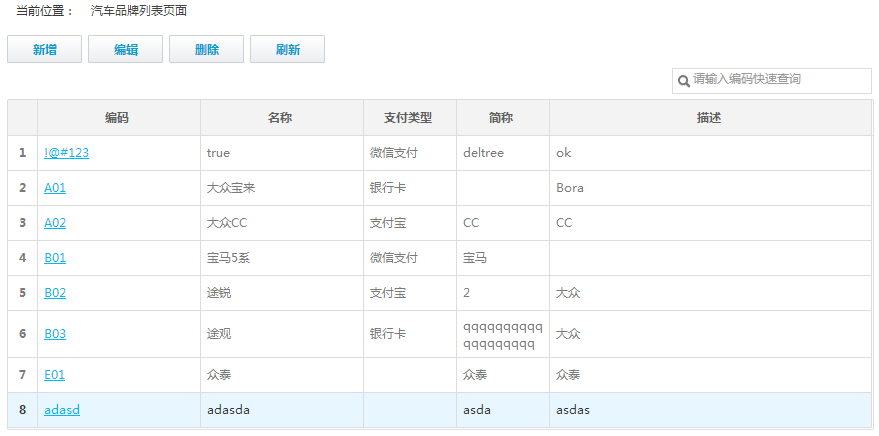 当前位置： 汽车品牌列表页面
新增 编辑 删除 刷新
请输入编码快速查询
编码 名称 支付类型 简称 描述
1 !@#123 true 微信支付 deltree ok
2 A01 大众宝来 银行卡 Bora
3 A02 大众CC 支付宝 CC CC
4 B01 宝马5系 微信支付 宝马
5 B02 途锐 支付宝 2 大众
6 B03 途观 银行卡 qqqqqqqqqq 大众
qqqqqqqqq
7 E01 众泰 众泰 众泰
8 adasd adasda asda asdas